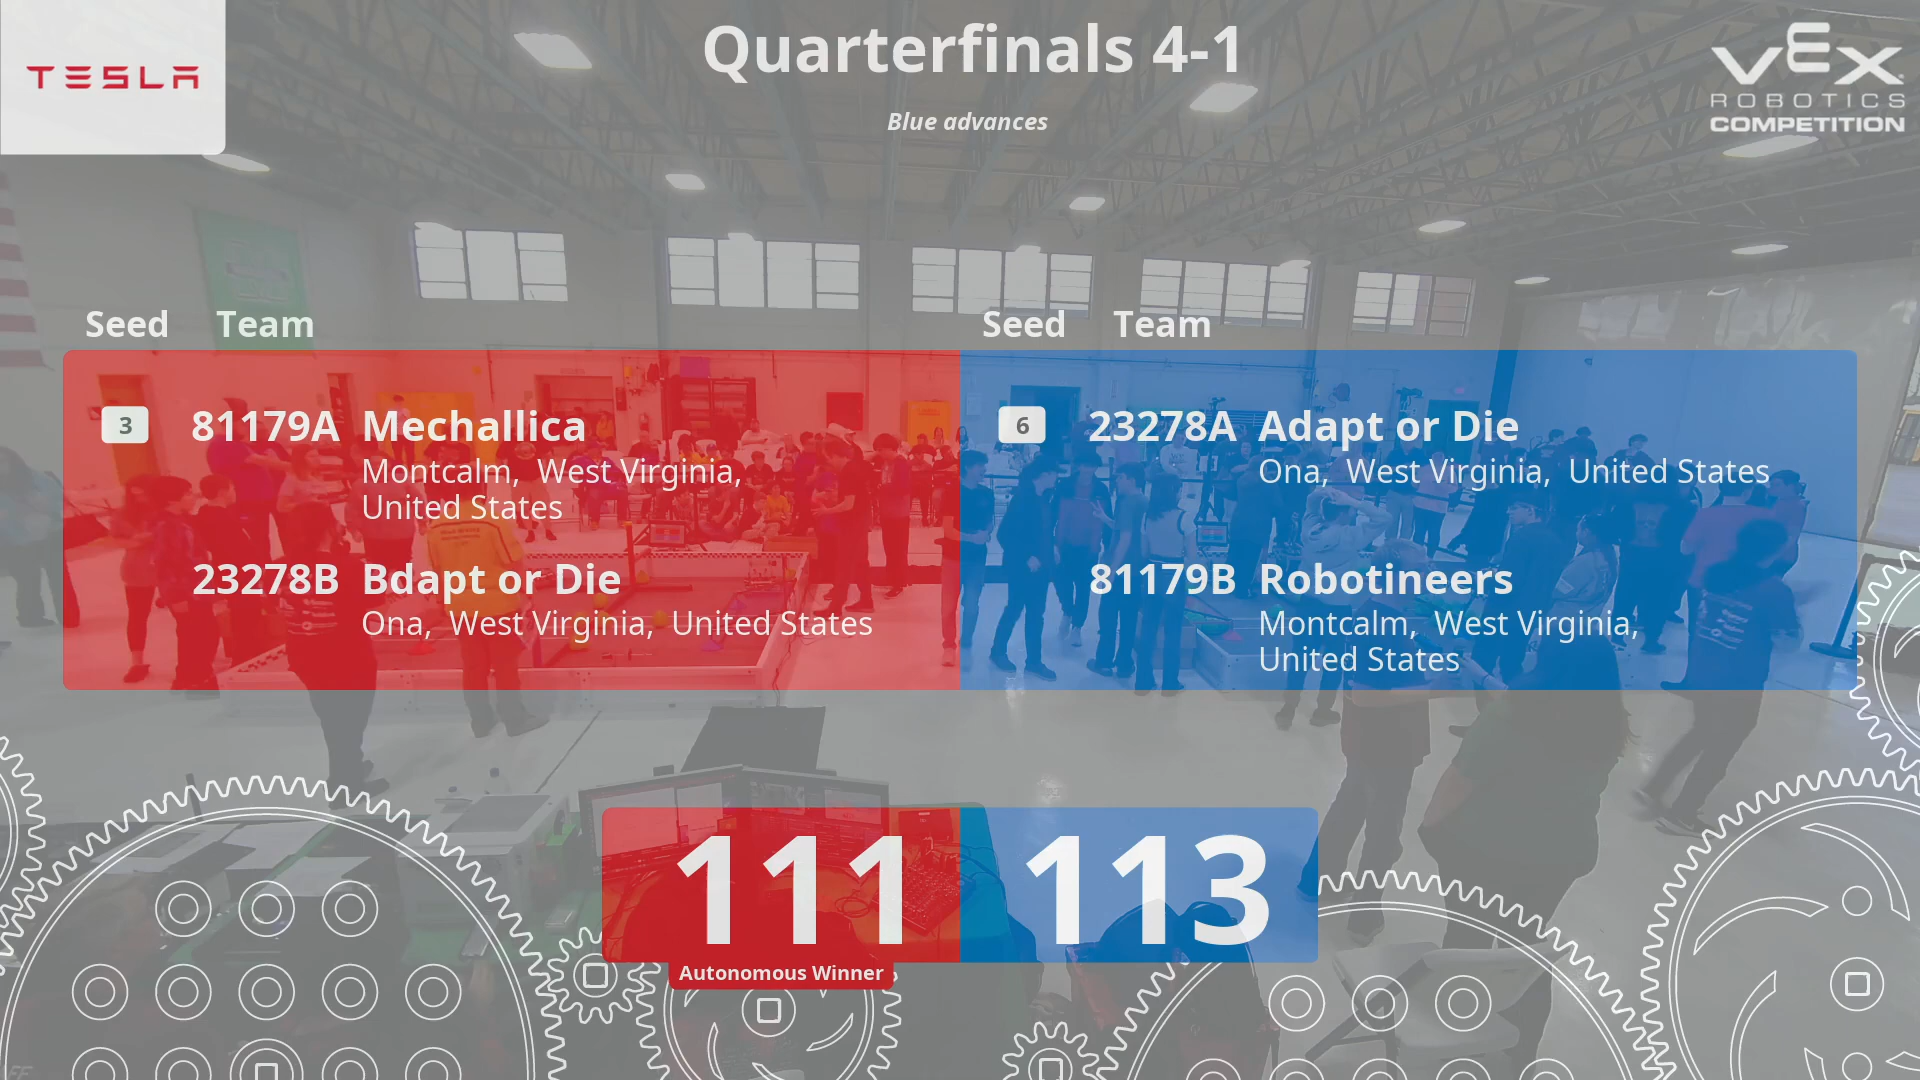 TESLA
Quarterfinals 4-1
Blue advances
VEX
ROBOTICS
COMPETITION
Seed Team
3 81179A Mechallica
Montcalm, West Virginia,
United States
23278B Bdapt or Die
Ona, West Virginia, United States
Seed Team
6 23278A Adapt or Die
Ona, West Virginia, United States
81179B Robotineers
Montcalm, West Virginia,
United States
111
113
Autonomous Winner